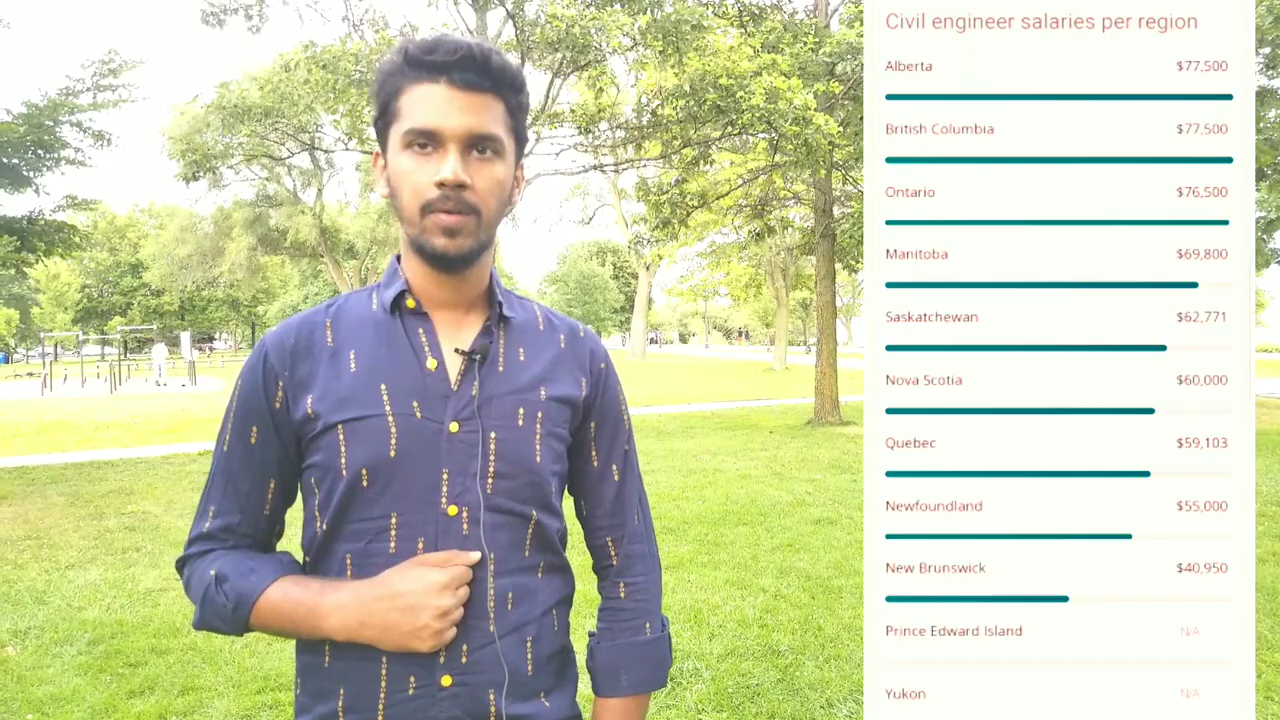 Civil engineer salaries per region
Alberta $77,500
British Columbia $77,500
Ontario $76,500
Manitoba $69,800
Saskatchewan $62,771
Nova Scotia $60,000
Quebec $59,103
Newfoundland $55,000
New Brunswick $40,950
Prince Edward Island N/A
Yukon N/A